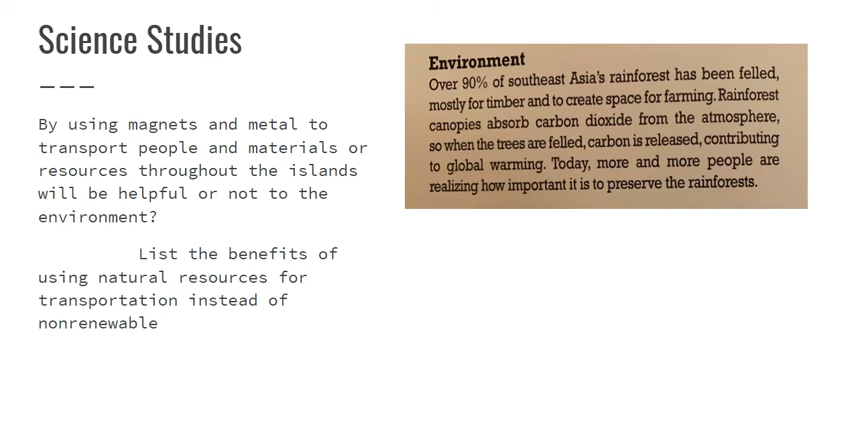 Science Studies
By using magnets and metal to
transport people and materials or
resources throughout the islands
will be helpful or not to the
environment?
List the benefits of
using natural resources for
transportation instead of
nonrenewable
Environment
Over 90% of southeast Asia's rainforest has been felled,
mostly for timber and to create space for farming. Rainforest
canopies absorb carbon dioxide from the atmosphere,
so when the trees are felled, carbon is released, contributing
to global warming. Today, more and more people are
realizing how important it is to preserve the rainforests.